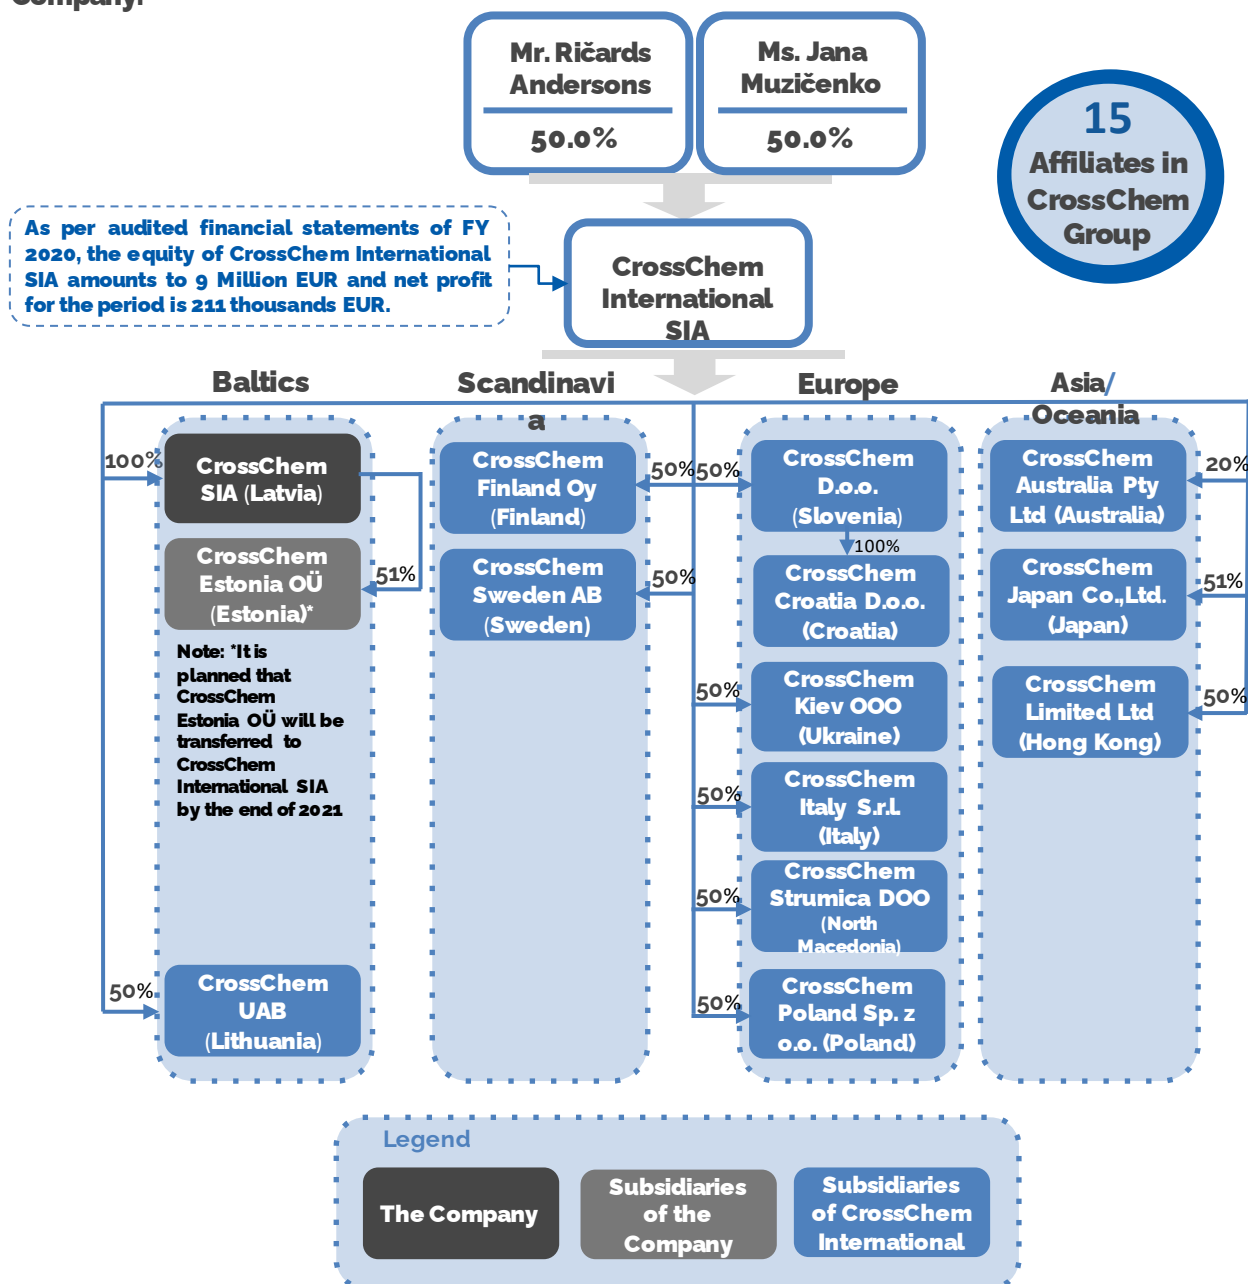 Company.
Mr. Ričards
Andersons
50.0%
Ms. Jana
Muzičenko
50.0%
15
Affiliates in
CrossChem
Group
As per audited financial statements of FY
2020, the equity of CrossChem International
SIA amounts to 9 Million EUR and net profit
for the period is 211 thousands EUR.
CrossChem
International
SIA
Baltics
Scandinavi
a
Europe
Asia/
Oceania
100%
CrossChem
SIA (Latvia)
CrossChem
Estonia OÜ
(Estonia)*
51%
Note: *It is
planned that
CrossChem
Estonia OÜ will be
transferred to
CrossChem
International SIA
by the end of 2021
50%
CrossChem
UAB
(Lithuania)
CrossChem
Finland Oy
(Finland)
50%
CrossChem
Sweden AB
(Sweden)
50%
50%
CrossChem
D.o.o.
(Slovenia)
100%
CrossChem
Croatia D.o.o.
(Croatia)
50%
CrossChem
Kiev OOO
(Ukraine)
50%
CrossChem
Italy S.r.l.
(Italy)
50%
CrossChem
Strumica DOO
(North
Macedonia)
50%
CrossChem
Poland Sp. z
o.o. (Poland)
CrossChem
Australia Pty
Ltd (Australia)
20%
CrossChem
Japan Co.,Ltd.
(Japan)
51%
CrossChem
Limited Ltd
(Hong Kong)
50%
Legend
The Company
Subsidiaries
of the
Company
Subsidiaries
of CrossChem
International